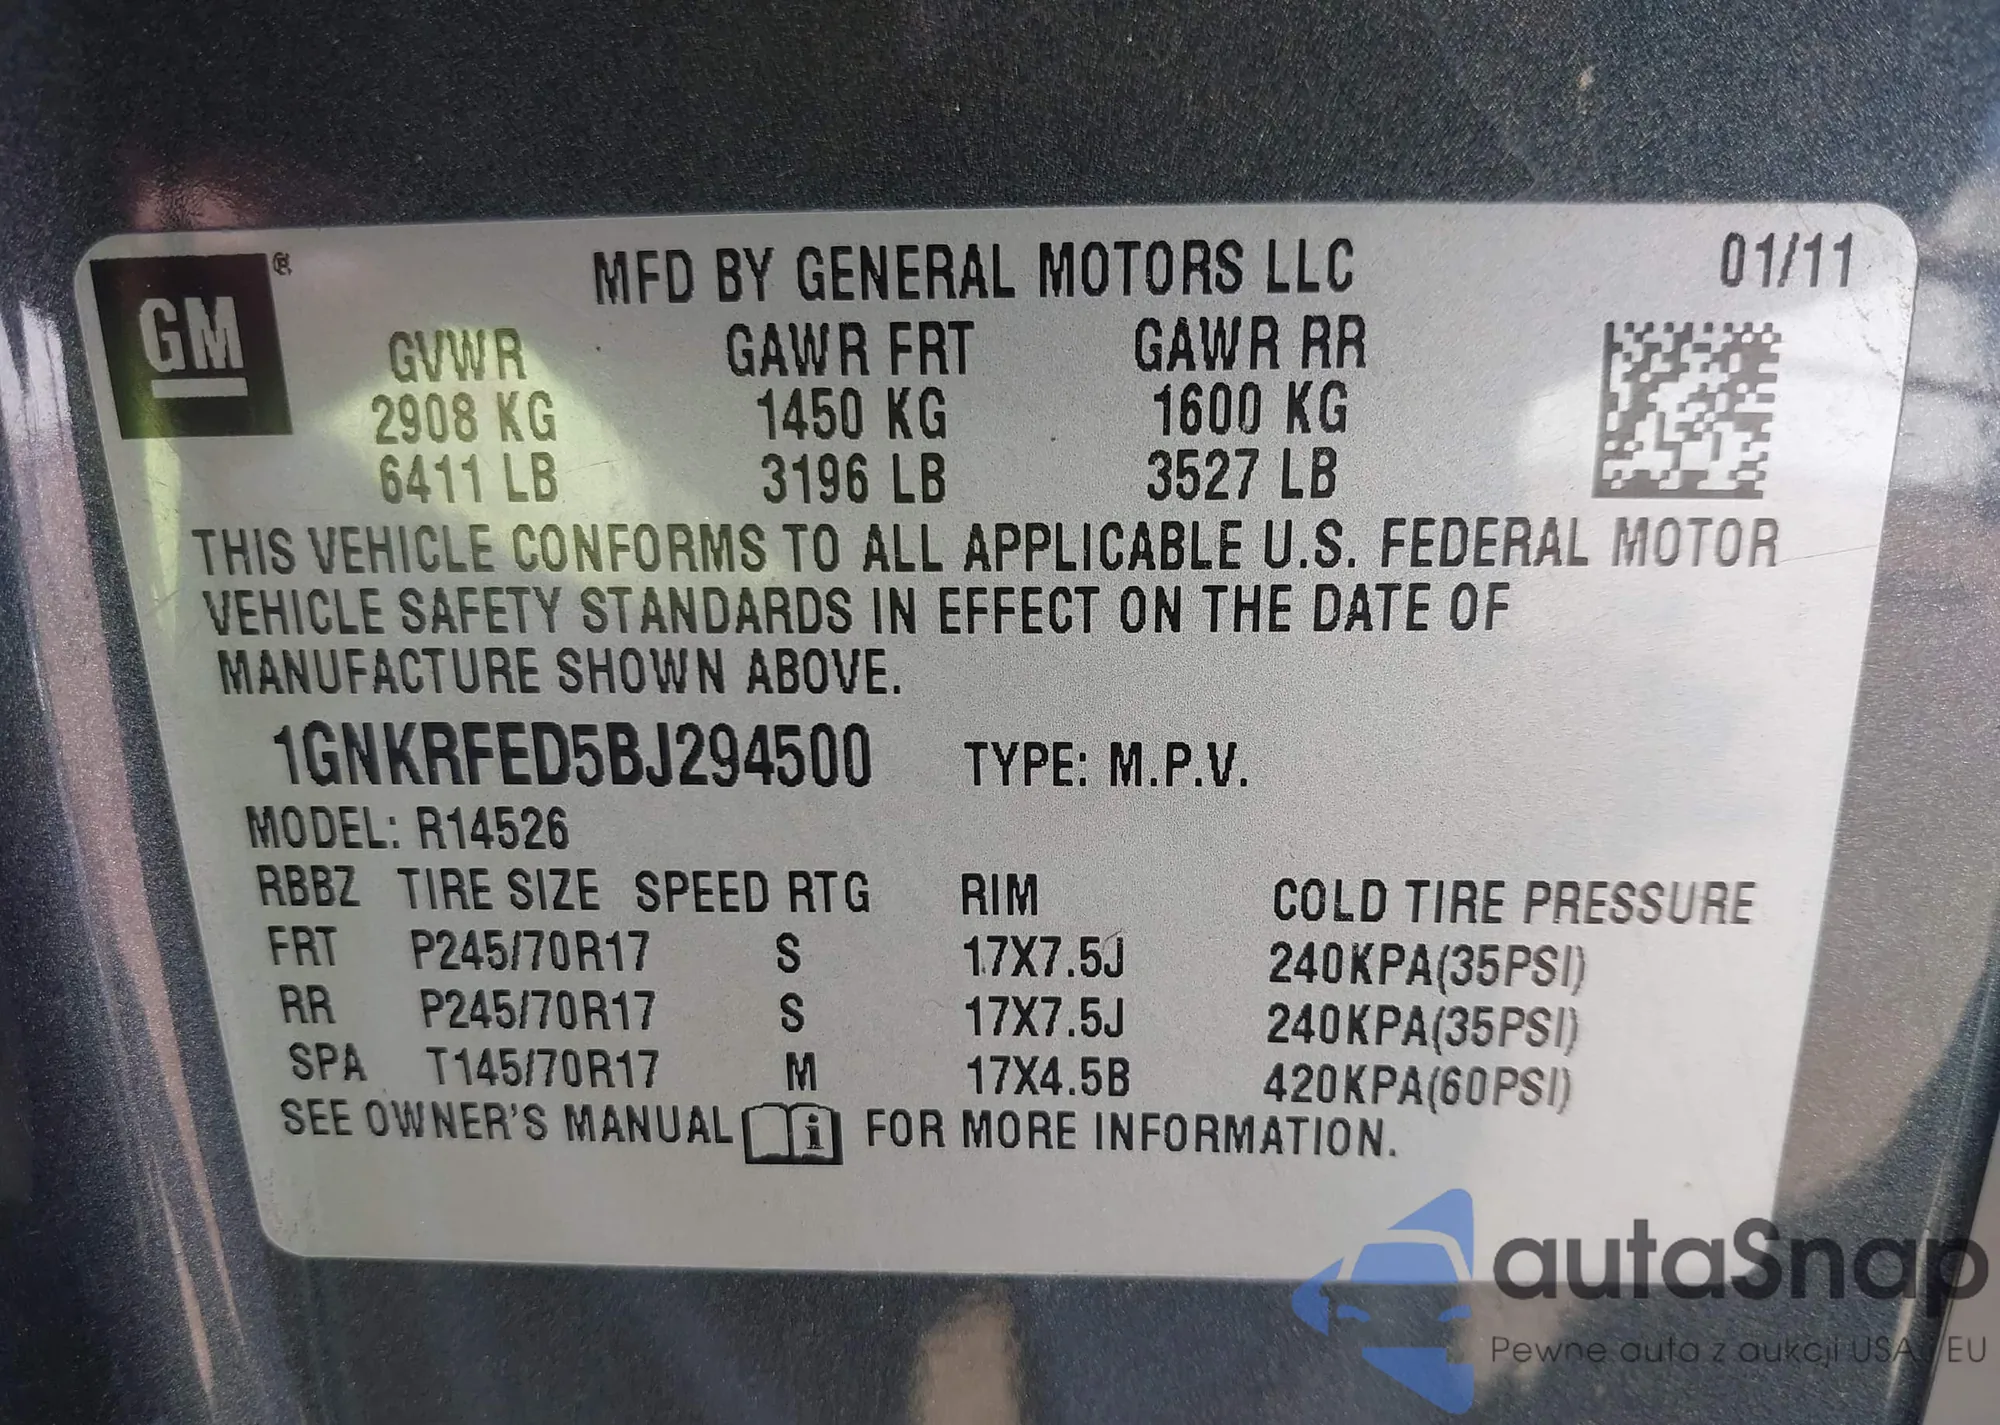 GM ®
MFD BY GENERAL MOTORS LLC 01/11
GVWR GAWR FRT GAWR RR
2908 KG 1450 KG 1600 KG
6411 LB 3196 LB 3527 LB
THIS VEHICLE CONFORMS TO ALL APPLICABLE U.S. FEDERAL MOTOR
VEHICLE SAFETY STANDARDS IN EFFECT ON THE DATE OF
MANUFACTURE SHOWN ABOVE.
1GNKRFED5BJ294500 TYPE: M.P.V.
MODEL: R14526
RBBZ TIRE SIZE SPEED RTG RIM COLD TIRE PRESSURE
FRT P245/70R17 S 17X7.5J 240KPA(35PSI)
RR P245/70R17 S 17X7.5J 240KPA(35PSI)
SPA T145/70R17 M 17X4.5B 420KPA(60PSI)
SEE OWNER'S MANUAL i FOR MORE INFORMATION.
autaSnap
Pewne auta z aukcji USA / EU